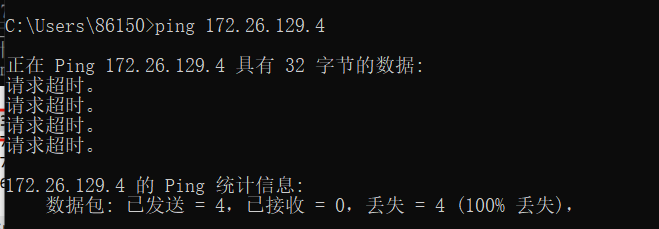 C:\Users\86150>ping 172.26.129.4
正在 Ping 172.26.129.4 具有 32 字节的数据:
请求超时。
请求超时。
请求超时。
请求超时。
172.26.129.4 的 Ping 统计信息:
数据包: 已发送 = 4，已接收 = 0，丢失 = 4 (100% 丢失)，